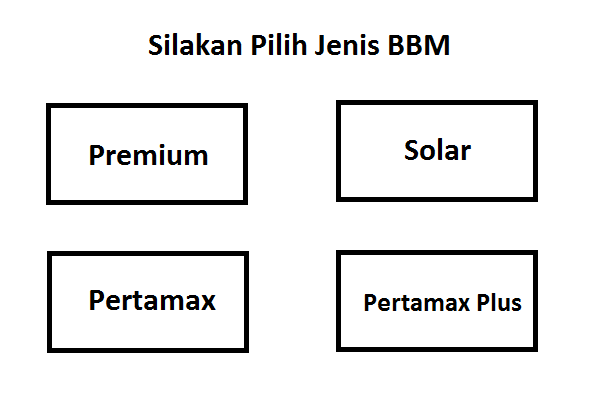 Silakan Pilih Jenis BBM
Premium
Solar
Pertamax
Pertamax Plus